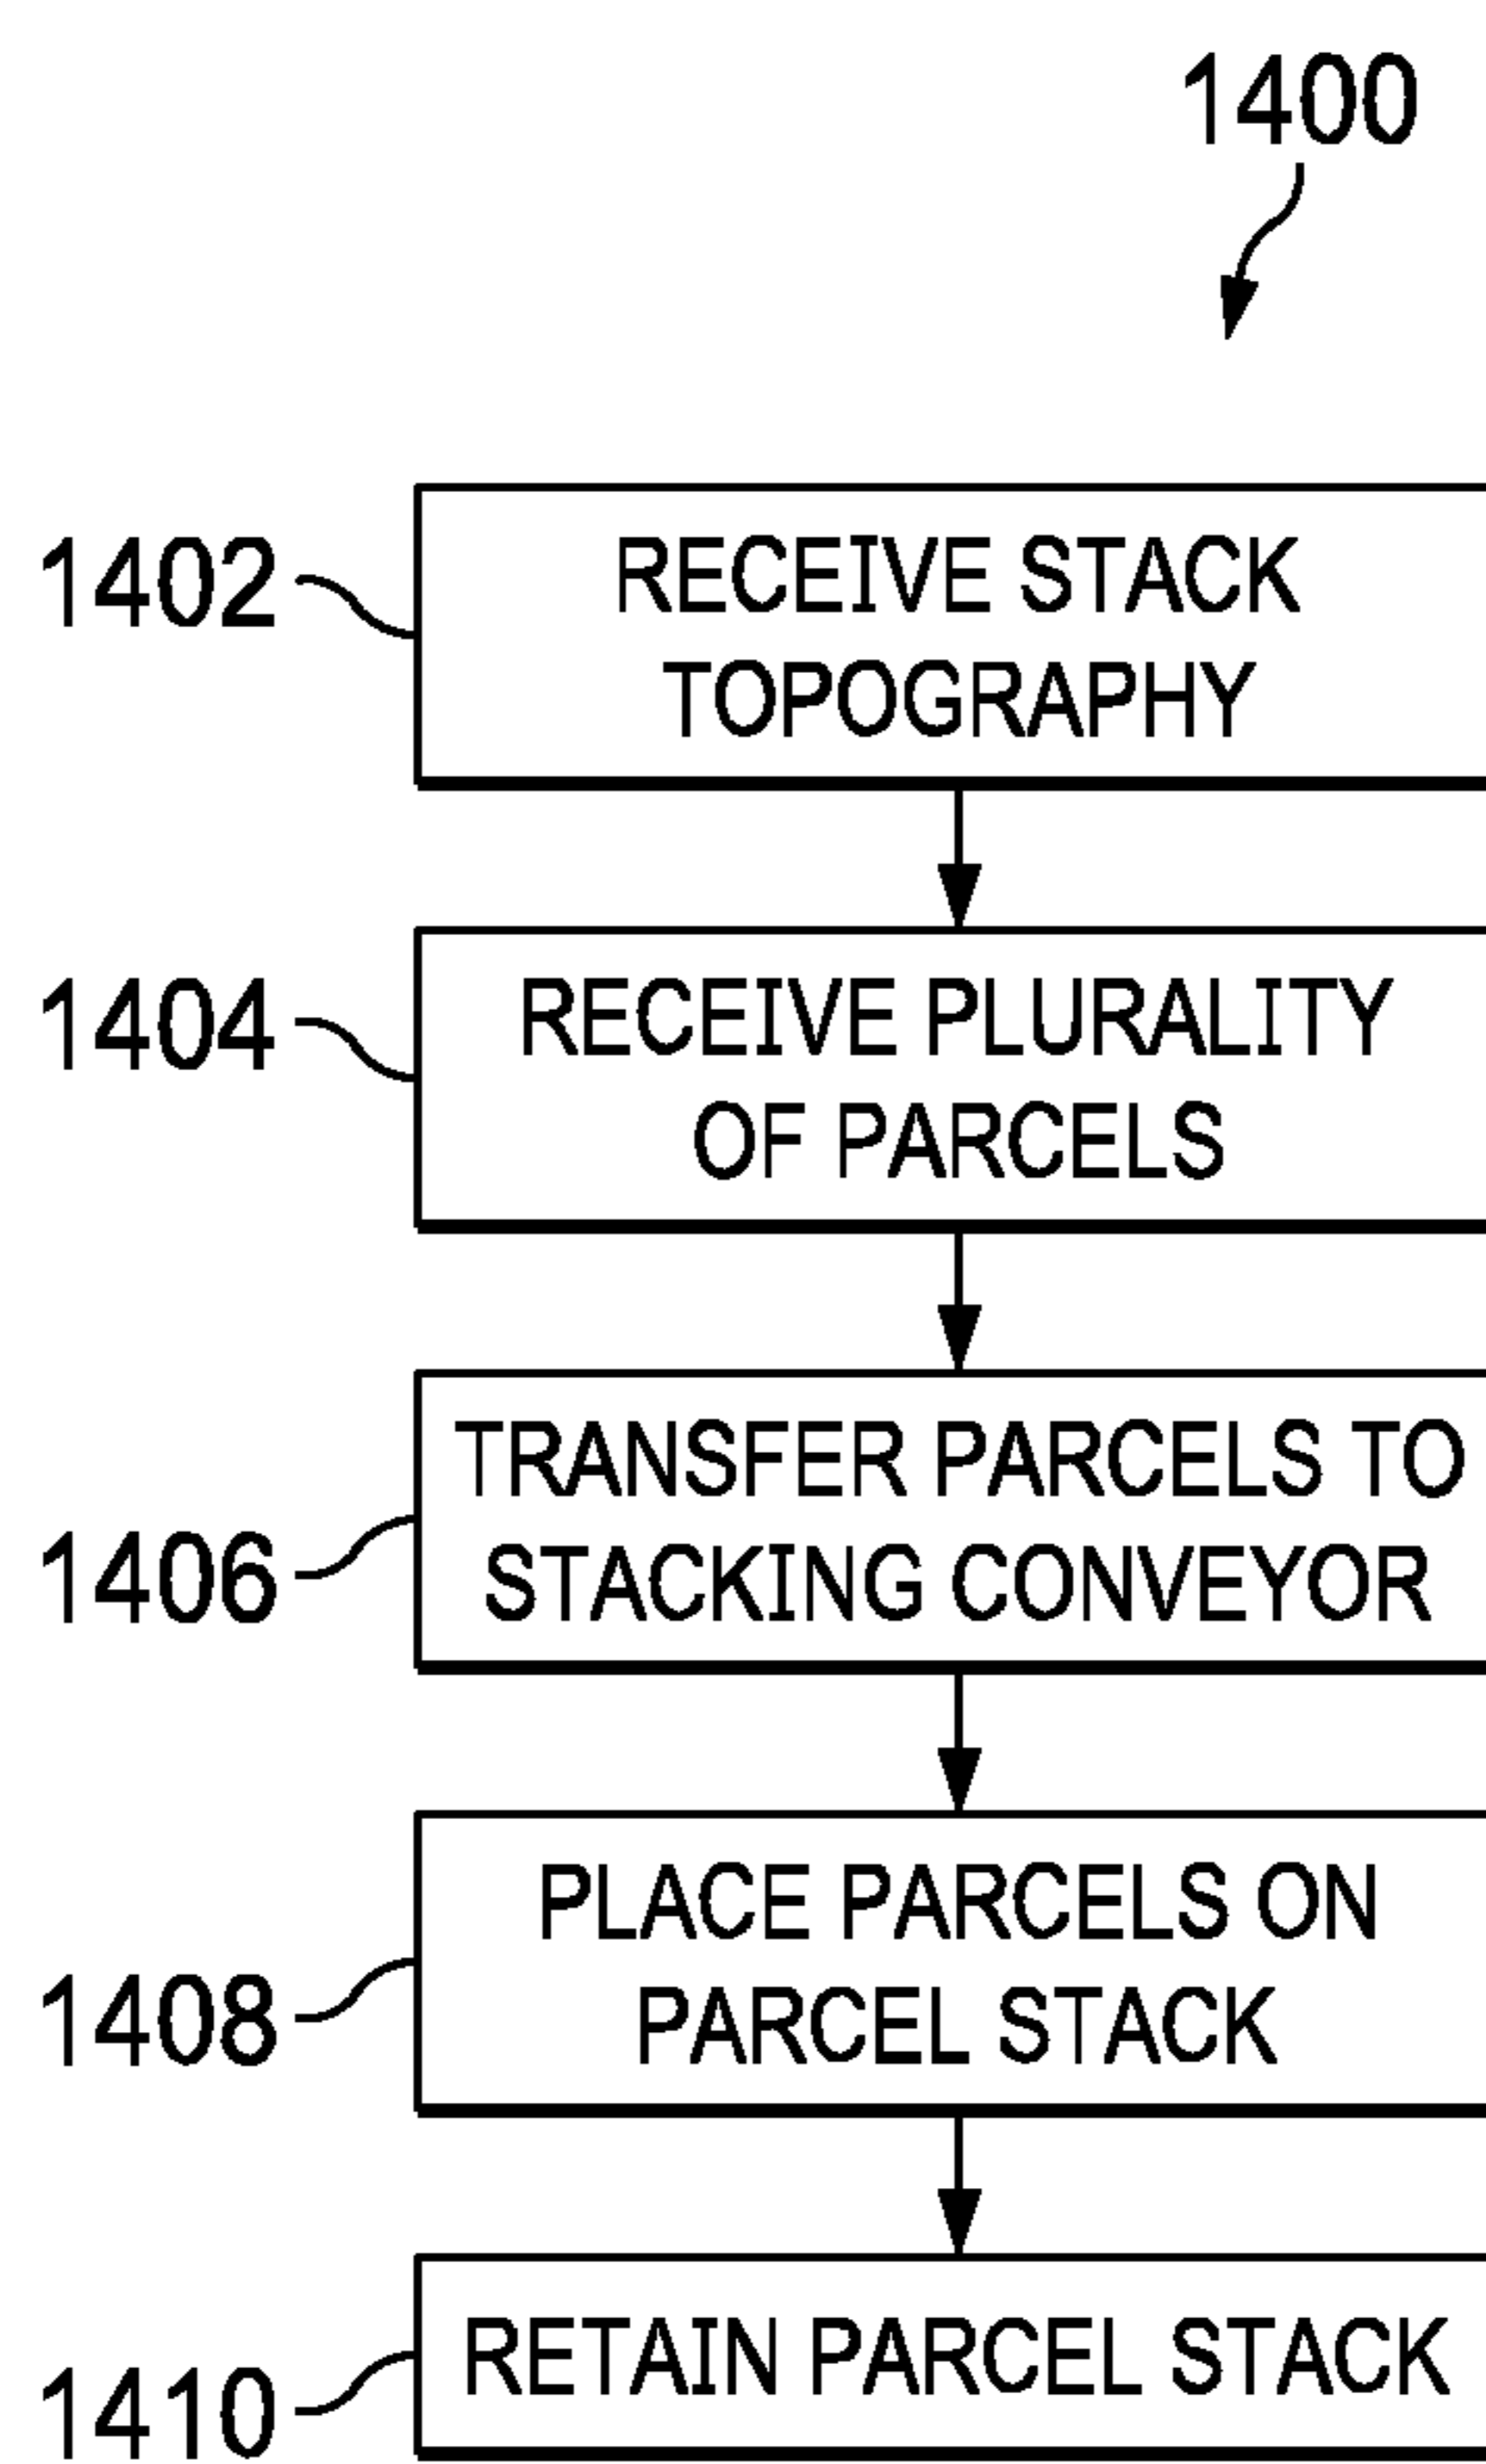 1400
1402
RECEIVE STACK
TOPOGRAPHY
1404
RECEIVE PLURALITY
OF PARCELS
1406
TRANSFER PARCELS TO
STACKING CONVEYOR
1408
PLACE PARCELS ON
PARCEL STACK
1410
RETAIN PARCEL STACK